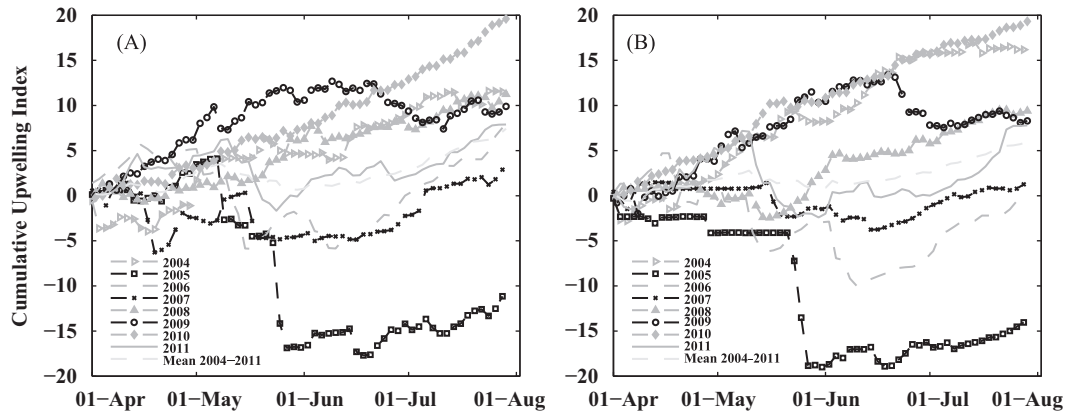 Cumulative Upwelling Index
(A)
20
15
10
5
0
−5
−10
−15
−20
2004
2005
2006
2007
2008
2009
2010
2011
Mean 2004−2011
01−Apr
01−May
01−Jun
01−Jul
01−Aug
(B)
20
15
10
5
0
−5
−10
−15
−20
2004
2005
2006
2007
2008
2009
2010
2011
Mean 2004−2011
01−Apr
01−May
01−Jun
01−Jul
01−Aug